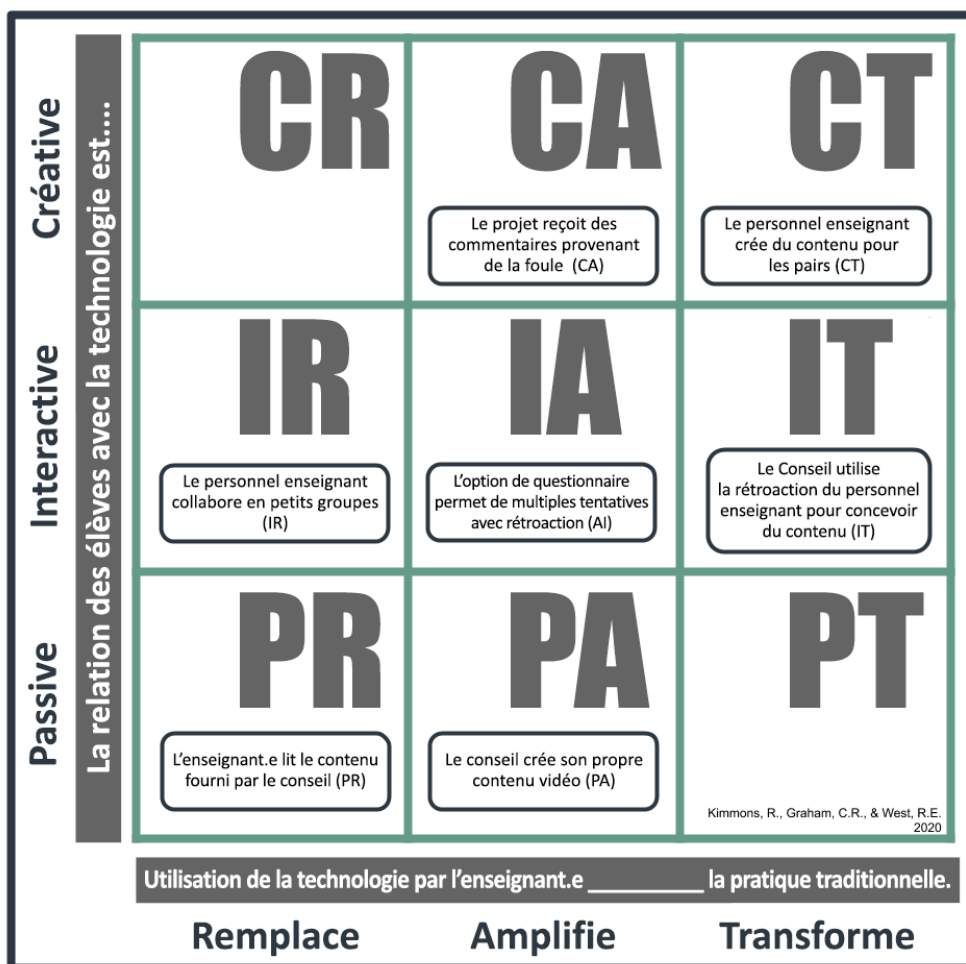 Créative
Interactive
Passive
La relation des élèves avec la technologie est....
CR
CA
Le projet reçoit des
commentaires provenant
de la foule (CA)
CT
Le personnel enseignant
crée du contenu pour
les pairs (CT)
IR
Le personnel enseignant
collabore en petits groupes
(IR)
IA
L'option de questionnaire
permet de multiples tentatives
avec rétroaction (AI)
IT
Le Conseil utilise
la rétroaction du personnel
enseignant pour concevoir
du contenu (IT)
PR
L'enseignant.e lit le contenu
fourni par le conseil (PR)
PA
Le conseil crée son propre
contenu vidéo (PA)
PT
Kimmons, R., Graham, C.R., & West, R.E.
2020
Utilisation de la technologie par l'enseignant.e __________ la pratique traditionnelle.
Remplace
Amplifie
Transforme